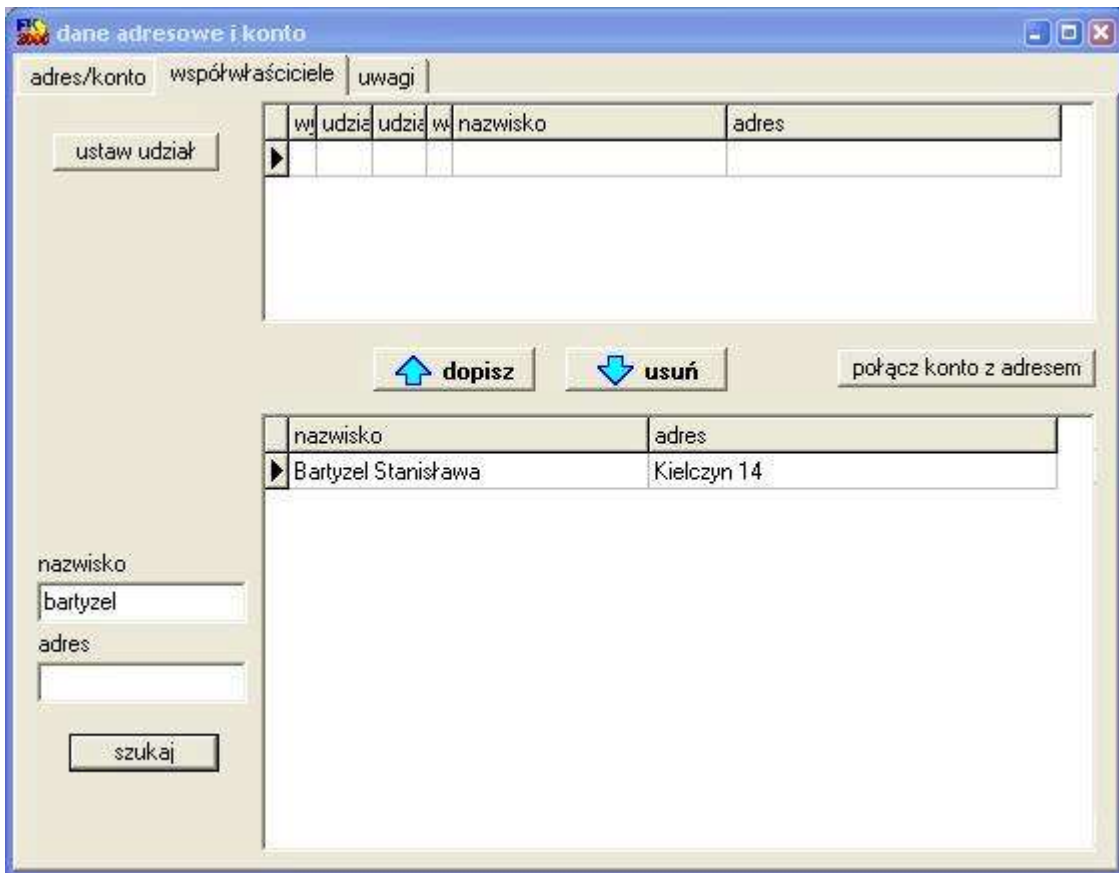 dane adresowe i konto
adres/konto współwłaściciele uwagi
ustaw udział
nazwisko adres
dopisz usuń połącz konto z adresem
nazwisko adres
Bartyzel Stanisława Kielczyn 14
nazwisko
bartyzel
adres
szukaj